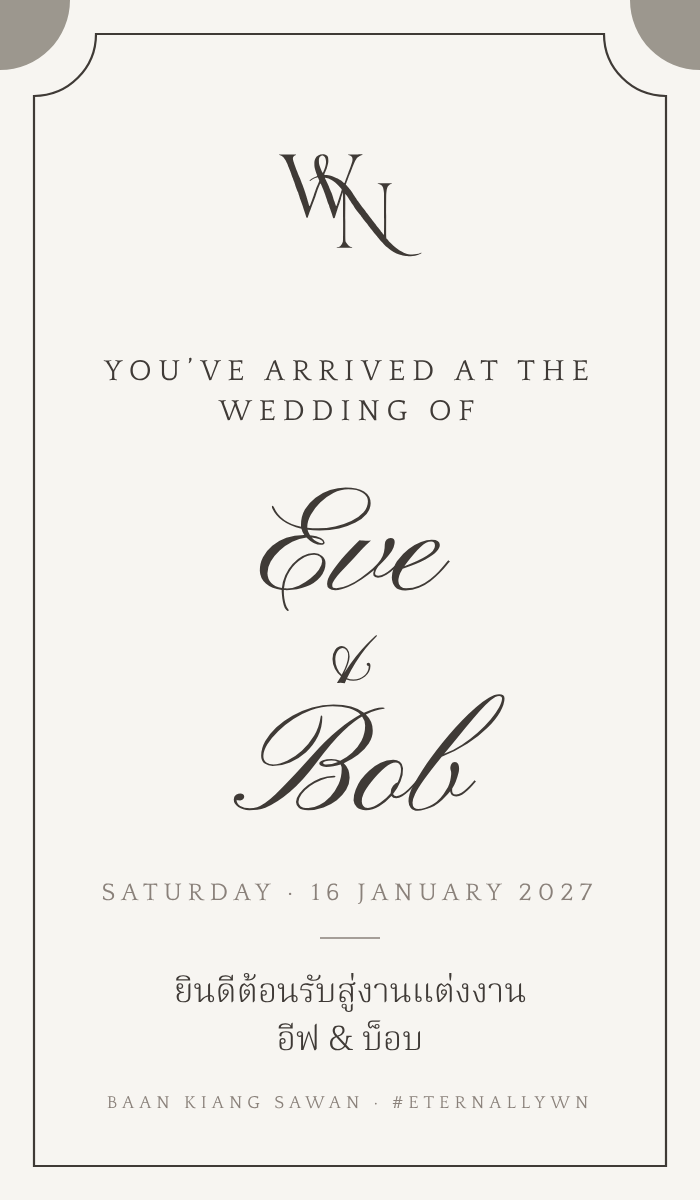 WN
YOU’VE ARRIVED AT THE
WEDDING OF
Eve
&
Bob
SATURDAY · 16 JANUARY 2027
ยินดีต้อนรับสู่งานแต่งงาน
อีฟ & บ็อบ
BAAN KIANG SAWAN · #ETERNALLYWN